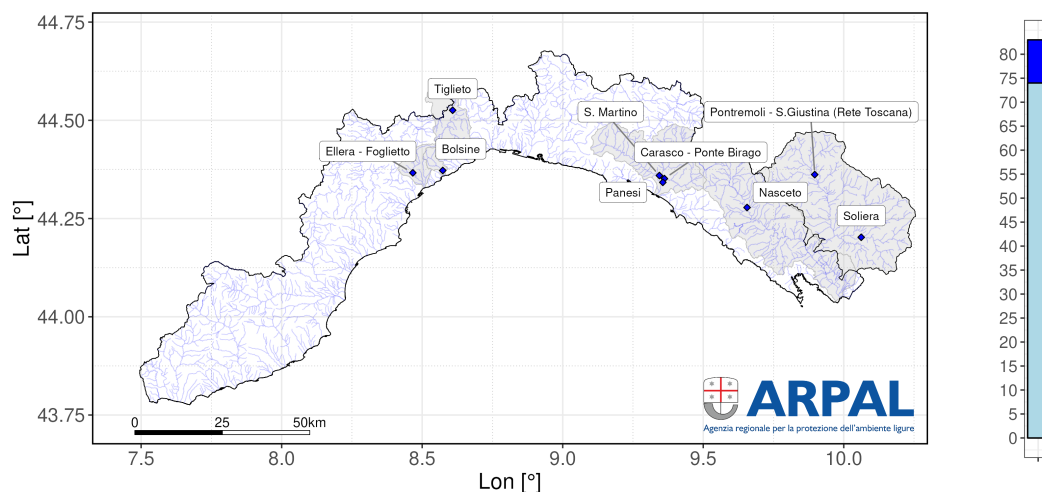 44.75
44.50
44.25
44.00
43.75
Lat [°]
Tiglieto
S. Martino
Pontremoli - S.Giustina (Rete Toscana)
Ellera - Foglietto
Bolsine
Carasco - Ponte Birago
Panesi
Nasceto
Soliera
ARPAL
Agenzia regionale per la protezione dell'ambiente ligure
0 25 50km
7.5 8.0 8.5 9.0 9.5 10.0
Lon [°]
80
75
70
65
60
55
50
45
40
35
30
25
20
15
10
5
0